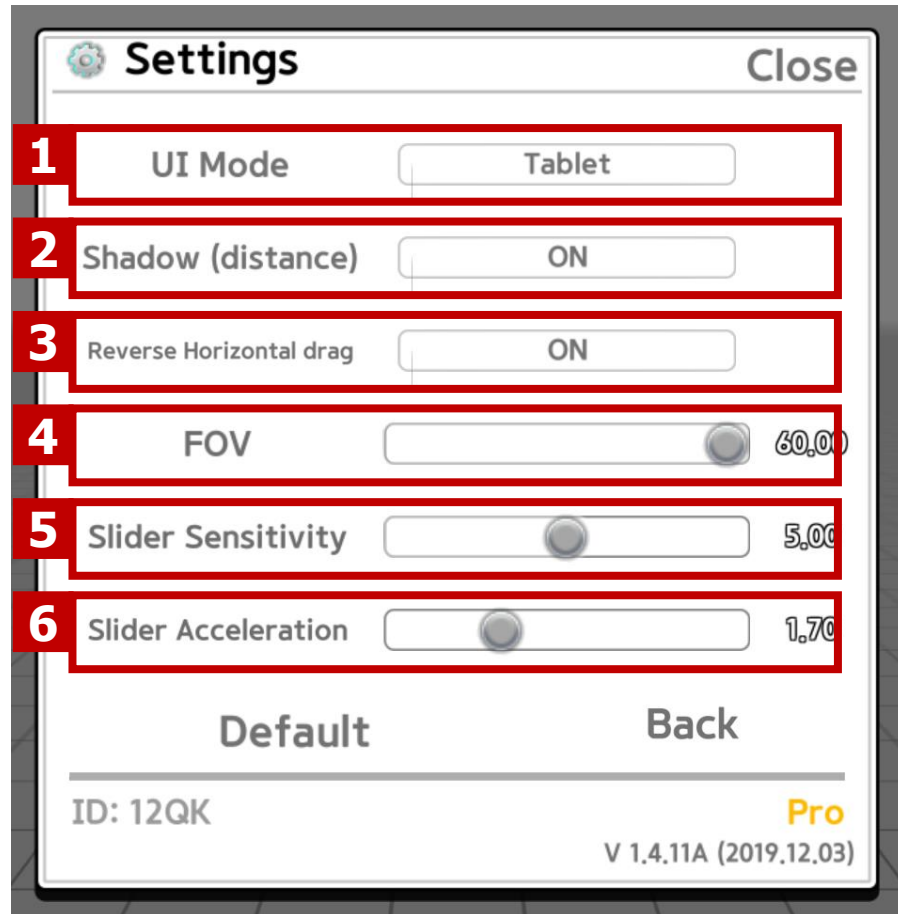 Settings
Close
1 UI Mode Tablet
2 Shadow (distance) ON
3 Reverse Horizontal drag ON
4 FOV 60.00
5 Slider Sensitivity 5.00
6 Slider Acceleration 1.70
Default Back
ID: 12QK Pro
V 1.4.11A (2019.12.03)